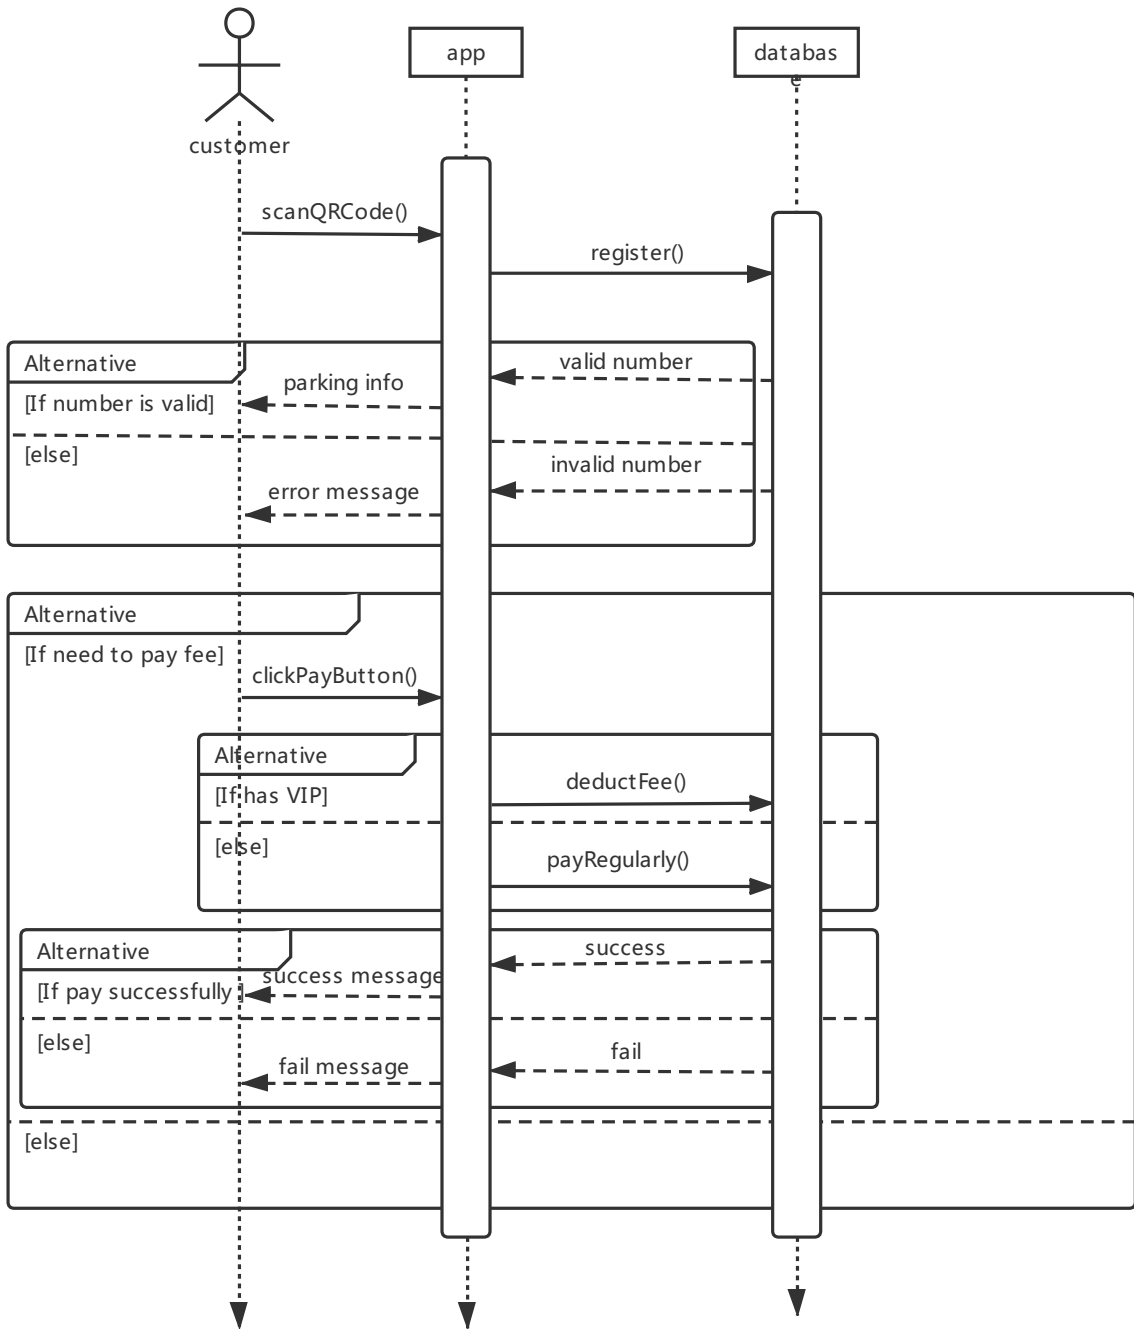 customer
app
databas
e
scanQRCode()
register()
Alternative
valid number
parking info
[If number is valid]
[else]
invalid number
error message
Alternative
[If need to pay fee]
clickPayButton()
Alternative
deductFee()
[If has VIP]
[else]
payRegularly()
Alternative
success
success message
[If pay successfully ]
[else]
fail
fail message
[else]